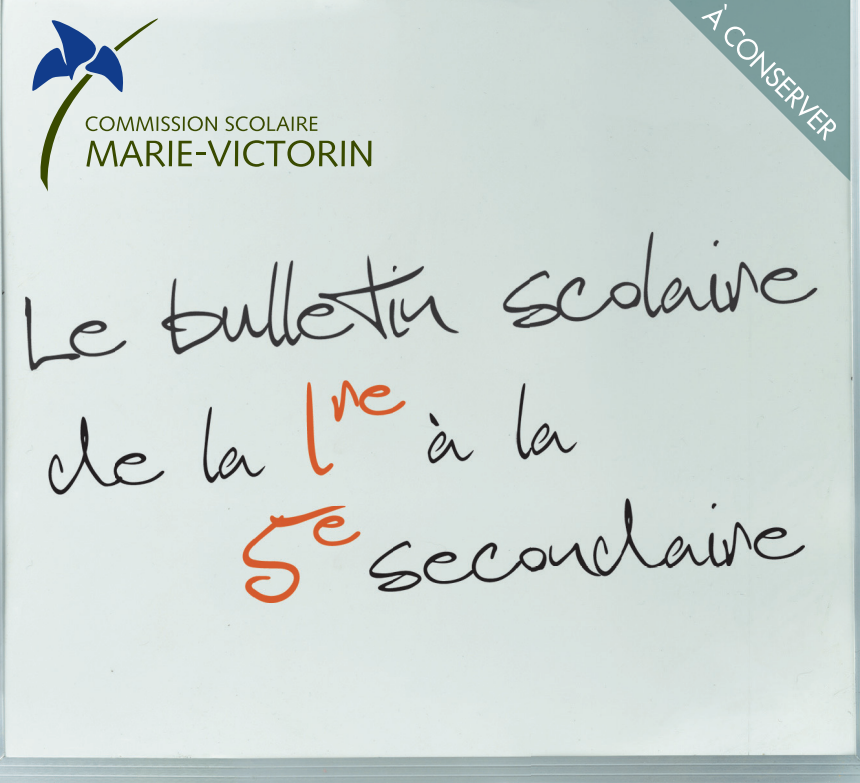 À CONSERVER
COMMISSION SCOLAIRE
MARIE-VICTORIN
Le bulletin scolaire
de la 1re à la
5e secondaire